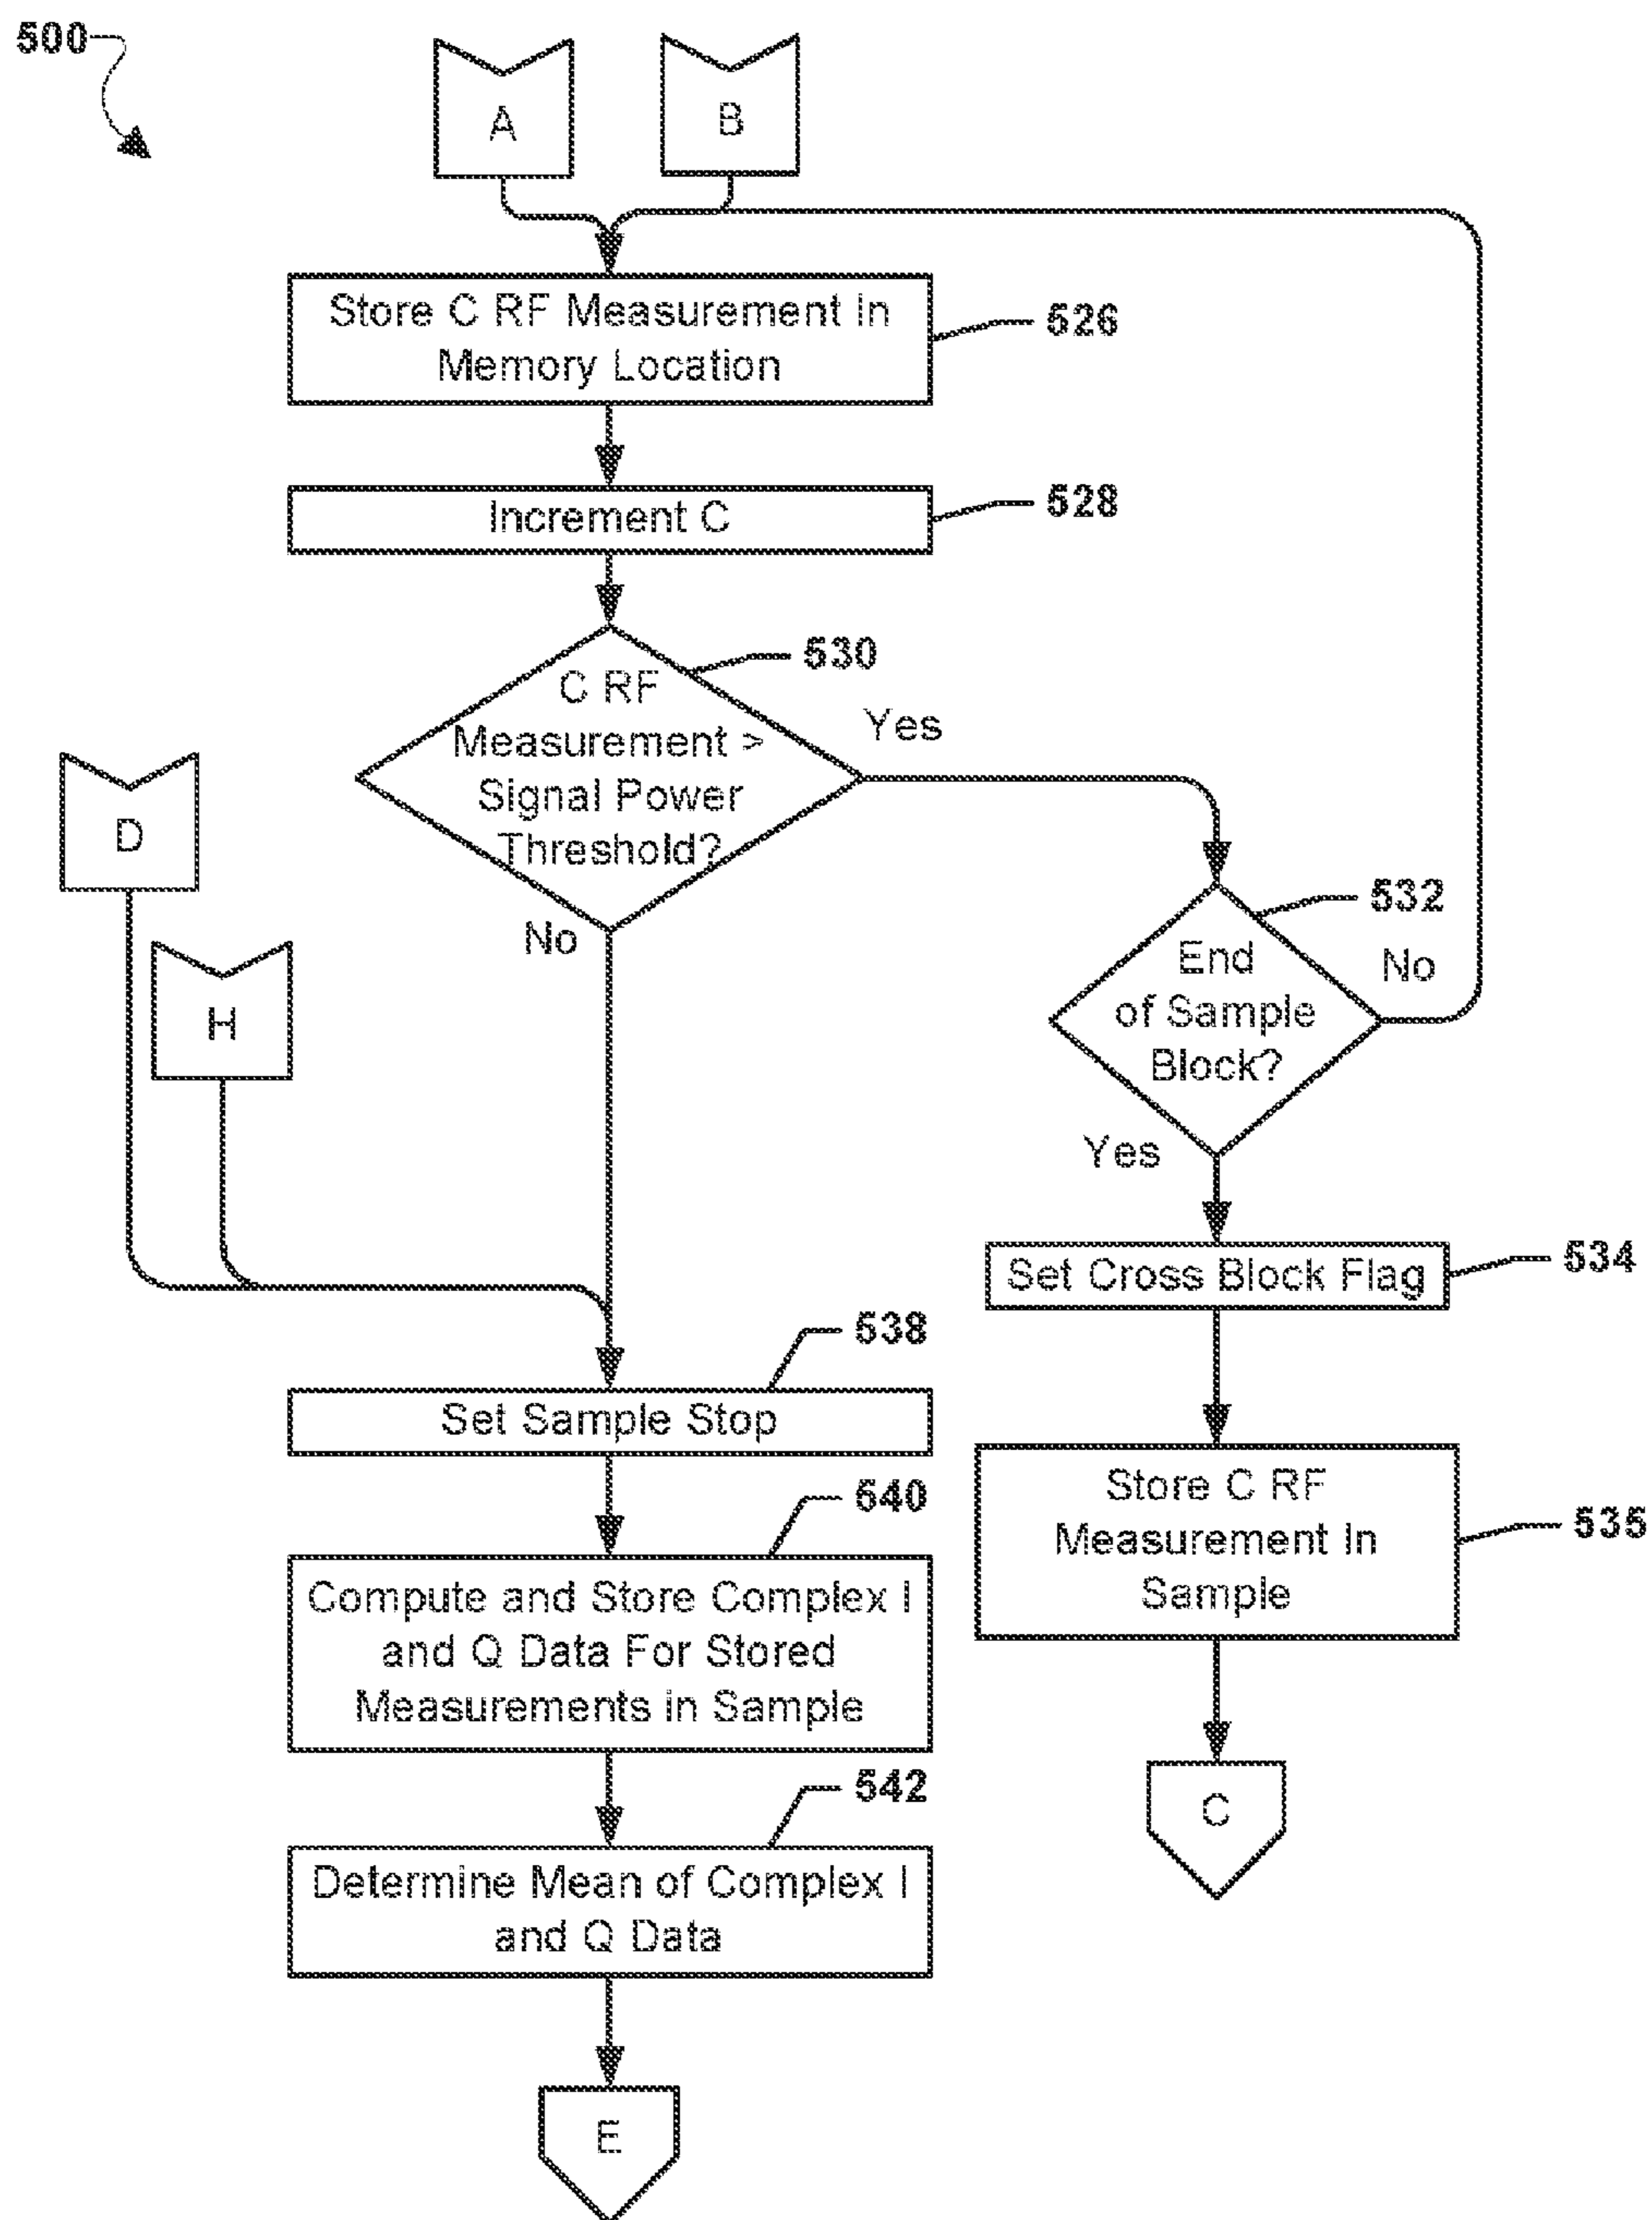 500
A
B
Store C RF Measurement In
Memory Location
526
Increment C
528
C RF
Measurement >
Signal Power
Threshold?
530
Yes
No
D
H
End
of Sample
Block?
532
No
Yes
Set Cross Block Flag
534
Set Sample Stop
538
Store C RF
Measurement In
Sample
535
Compute and Store Complex I
and Q Data For Stored
Measurements in Sample
540
Determine Mean of Complex I
and Q Data
542
C
E